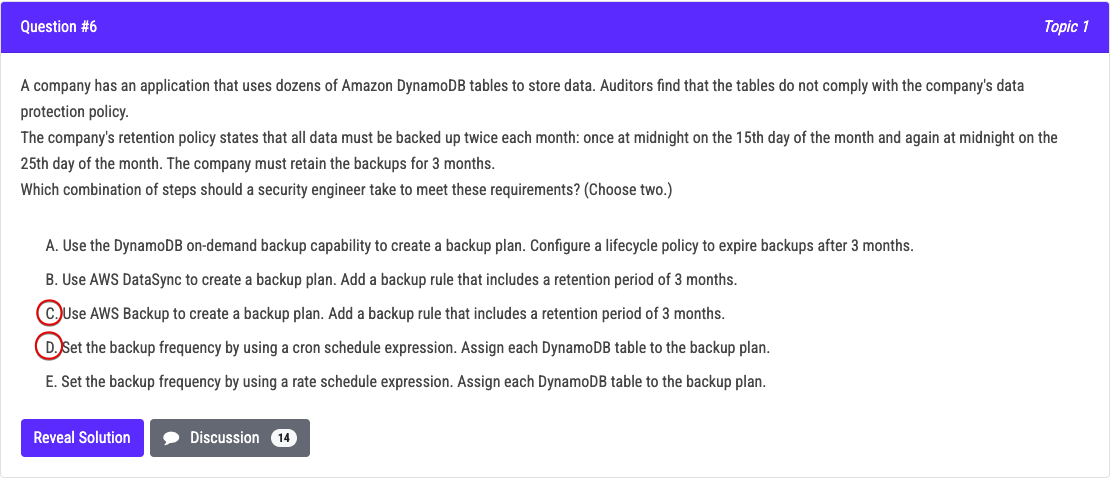 Question #6
Topic 1
A company has an application that uses dozens of Amazon DynamoDB tables to store data. Auditors find that the tables do not comply with the company's data
protection policy.
The company's retention policy states that all data must be backed up twice each month: once at midnight on the 15th day of the month and again at midnight on the
25th day of the month. The company must retain the backups for 3 months.
Which combination of steps should a security engineer take to meet these requirements? (Choose two.)
A. Use the DynamoDB on-demand backup capability to create a backup plan. Configure a lifecycle policy to expire backups after 3 months.
B. Use AWS DataSync to create a backup plan. Add a backup rule that includes a retention period of 3 months.
C. Use AWS Backup to create a backup plan. Add a backup rule that includes a retention period of 3 months.
D. Set the backup frequency by using a cron schedule expression. Assign each DynamoDB table to the backup plan.
E. Set the backup frequency by using a rate schedule expression. Assign each DynamoDB table to the backup plan.
Reveal Solution
Discussion 14